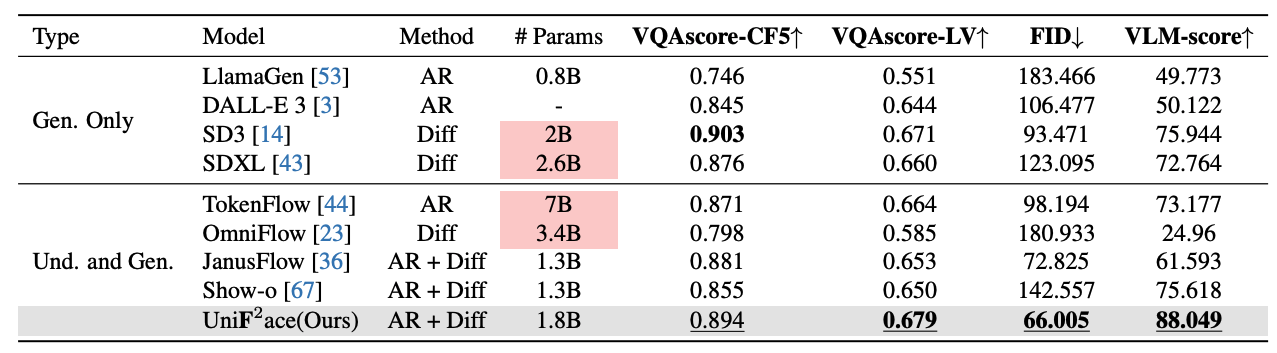 Type Model Method # Params VQAscore-CF5↑ VQAscore-LV↑ FID↓ VLM-score↑
LlamaGen [53] AR 0.8B 0.746 0.551 183.466 49.773
DALL-E 3 [3] AR - 0.845 0.644 106.477 50.122
Gen. Only
SD3 [14] Diff 2B 0.903 0.671 93.471 75.944
SDXL [43] Diff 2.6B 0.876 0.660 123.095 72.764
TokenFlow [44] AR 7B 0.871 0.664 98.194 73.177
OmniFlow [23] Diff 3.4B 0.798 0.585 180.933 24.96
Und. and Gen. JanusFlow [36] AR + Diff 1.3B 0.881 0.653 72.825 61.593
Show-o [67] AR + Diff 1.3B 0.855 0.650 142.557 75.618
UniF²ace(Ours) AR + Diff 1.8B 0.894 0.679 66.005 88.049